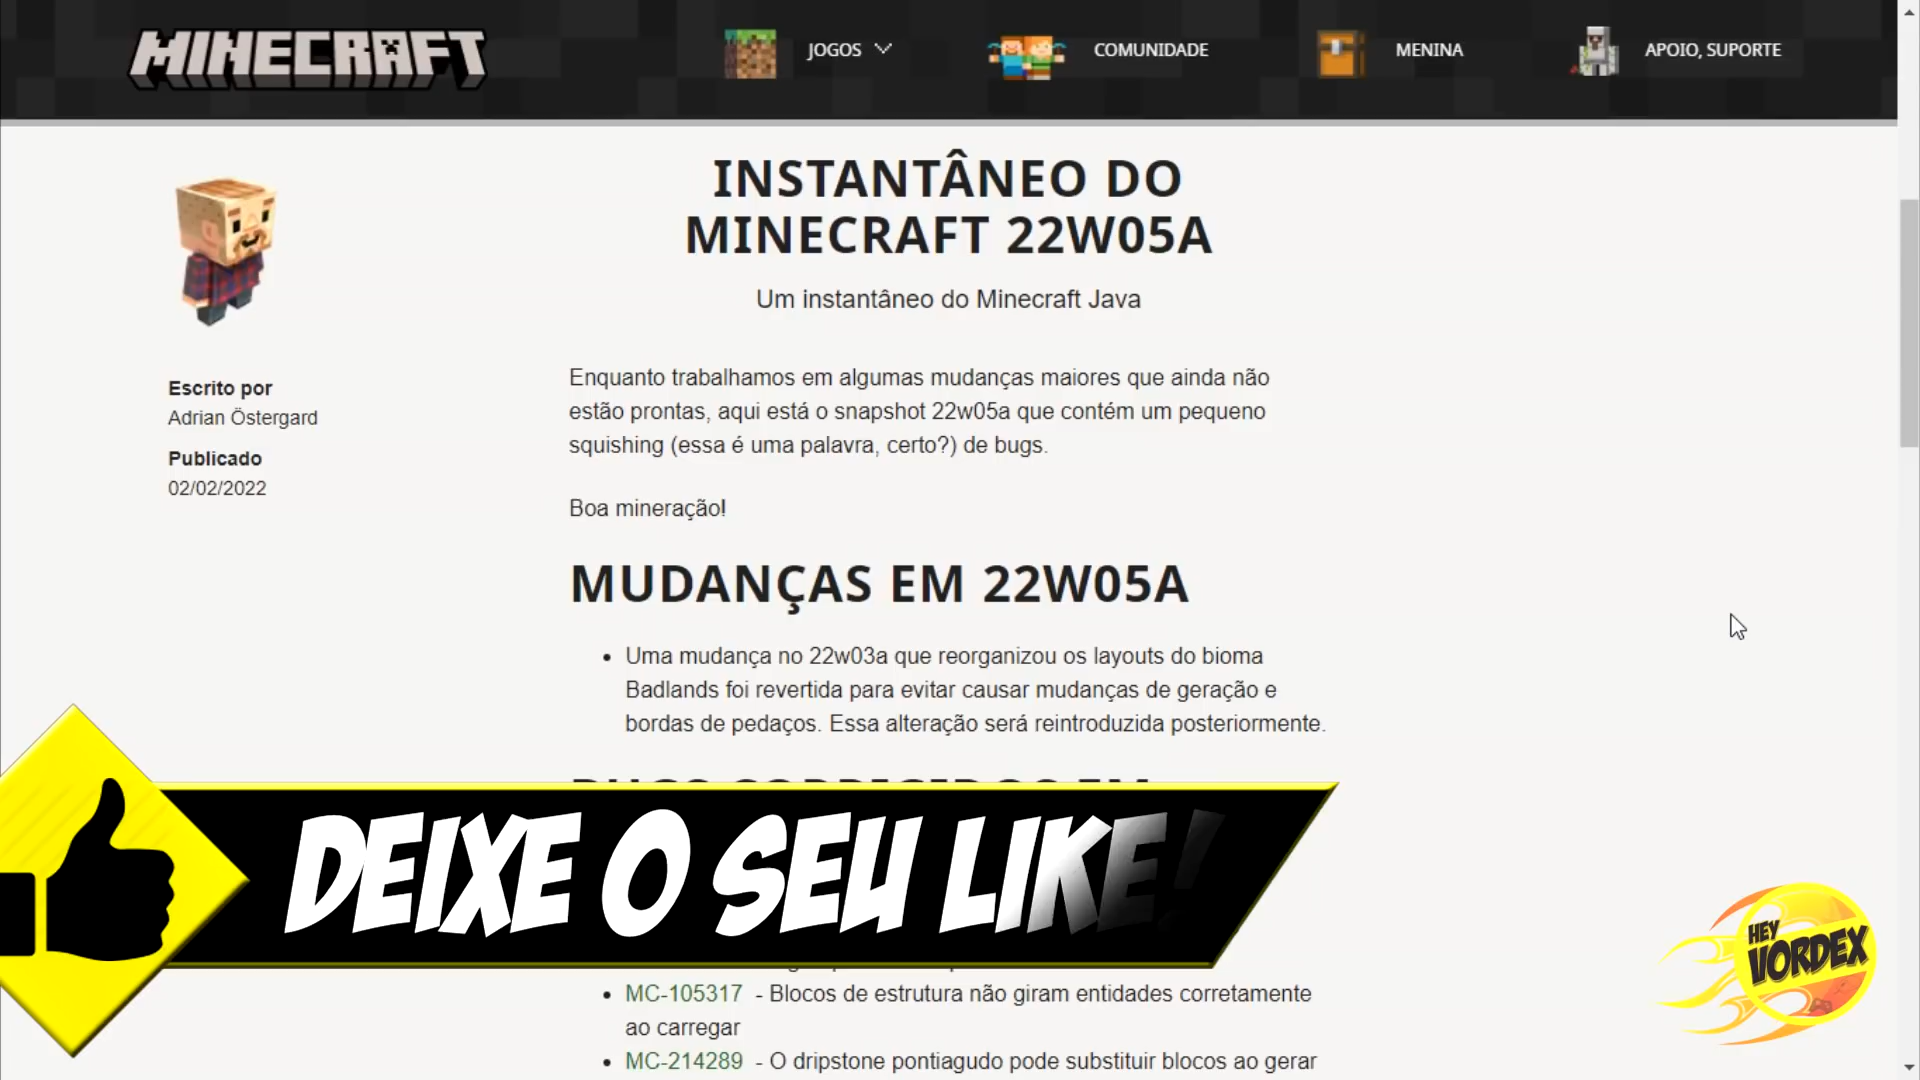 MINECRAFT
JOGOS
COMUNIDADE
MENINA
APOIO, SUPORTE
INSTANTÂNEO DO
MINECRAFT 22W05A
Um instantâneo do Minecraft Java
Escrito por
Adrian Östergard
Publicado
02/02/2022
Enquanto trabalhamos em algumas mudanças maiores que ainda não
estão prontas, aqui está o snapshot 22w05a que contém um pequeno
squishing (essa é uma palavra, certo?) de bugs.
Boa mineração!
MUDANÇAS EM 22W05A
Uma mudança no 22w03a que reorganizou os layouts do bioma
Badlands foi revertida para evitar causar mudanças de geração e
bordas de pedaços. Essa alteração será reintroduzida posteriormente.
DEIXE O SEU LIKE!
MC-105317 - Blocos de estrutura não giram entidades corretamente
ao carregar
MC-214289 - O dripstone pontiagudo pode substituir blocos ao gerar
HEY
VORDEX